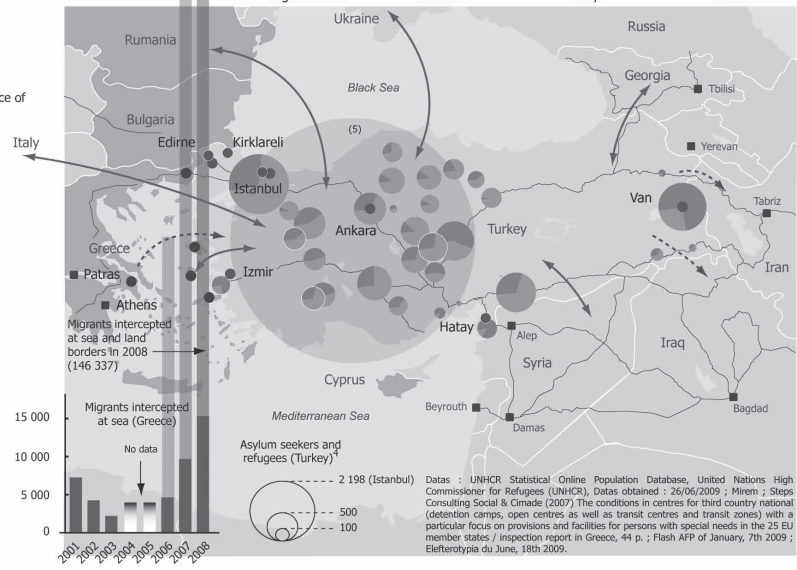 ce of
Ukraine
Russia
Rumania
Georgia
Tbilisi
Black Sea
Bulgaria
(5)
Italy
Edirne
Kirklareli
Yerevan
Istanbul
Van
Tabriz
Ankara
Turkey
Greece
Iran
Patras
Izmir
Athens
Hatay
Alep
Migrants intercepted
at sea and land
borders in 2008
(146 337)
Syria
Iraq
Cyprus
Beyrouth
Bagdad
Mediterranean Sea
Damas
Migrants intercepted
at sea (Greece)
No data
15 000
10 000
5 000
0
2001
2002
2003
2004
2005
2006
2007
2008
Asylum seekers and
refugees (Turkey)4
2 198 (Istanbul)
500
100
Datas : UNHCR Statistical Online Population Database, United Nations High
Commissioner for Refugees (UNHCR), Datas obtained : 26/06/2009 ; Mirem ; Steps
Consulting Social & Cimade (2007) The conditions in centres for third country national
(detention camps, open centres as well as transit centres and transit zones) with a
particular focus on provisions and facilities for persons with special needs in the 25 EU
member states / inspection report in Greece, 44 p. ; Flash AFP of January, 7th 2009 ;
Elefterotypia du June, 18th 2009.